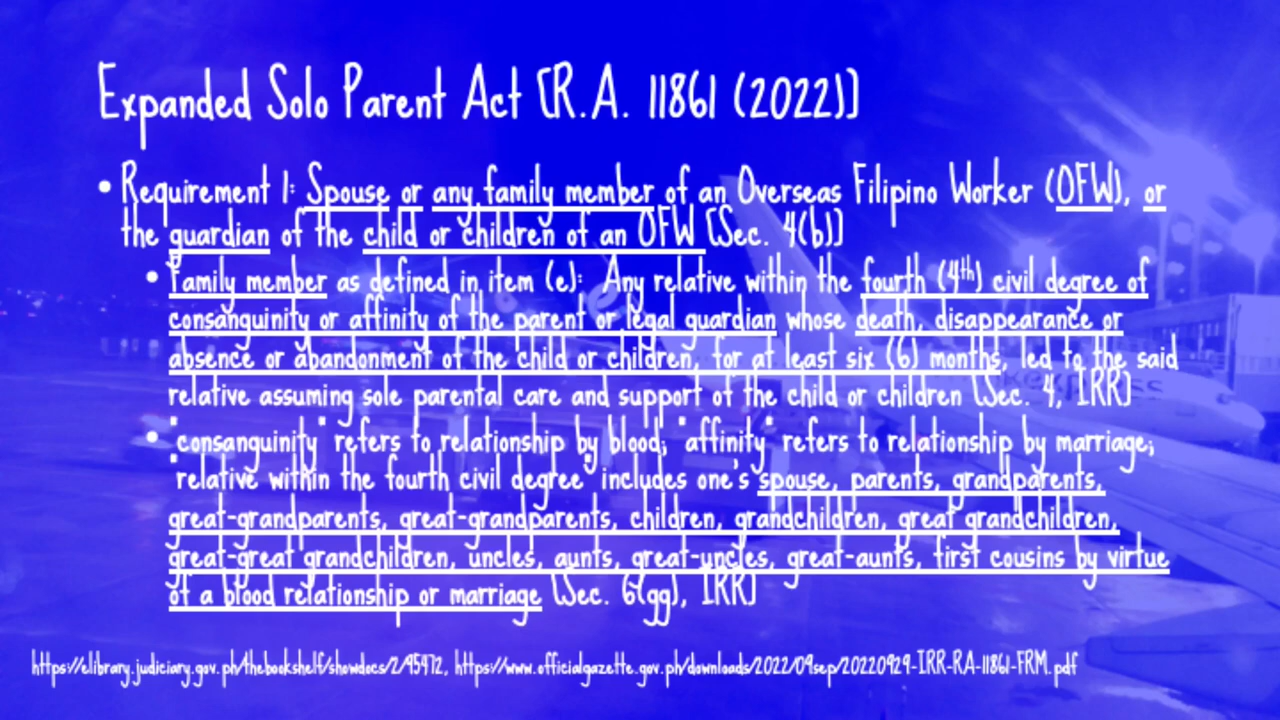 Expanded Solo Parent Act [R.A. 11861 (2022)]
• Requirement 1: Spouse or any family member of an Overseas Filipino Worker (OFW), or
the guardian of the child or children of an OFW [Sec. 4(b)]
• Family member as defined in item (e): Any relative within the fourth (4th) civil degree of
consanguinity or affinity of the parent or legal guardian whose death, disappearance or
absence or abandonment of the child or children, for at least six (6) months, led to the said
relative assuming sole parental care and support of the child or children [Sec. 4, IRR]
• "consanguinity" refers to relationship by blood; "affinity" refers to relationship by marriage;
"relative within the fourth civil degree" includes one's spouse, parents, grandparents,
great-grandparents, great-grandparents, children, grandchildren, great grandchildren,
great-great grandchildren, uncles, aunts, great-uncles, great-aunts, first cousins by virtue
of a blood relationship or marriage [Sec. 6(gg), IRR]
https://elibrary.judiciary.gov.ph/thebookshelf/showdocs/2/95972, https://www.officialgazette.gov.ph/downloads/2022/09sep/20220929-IRR-RA-11861-FRM.pdf